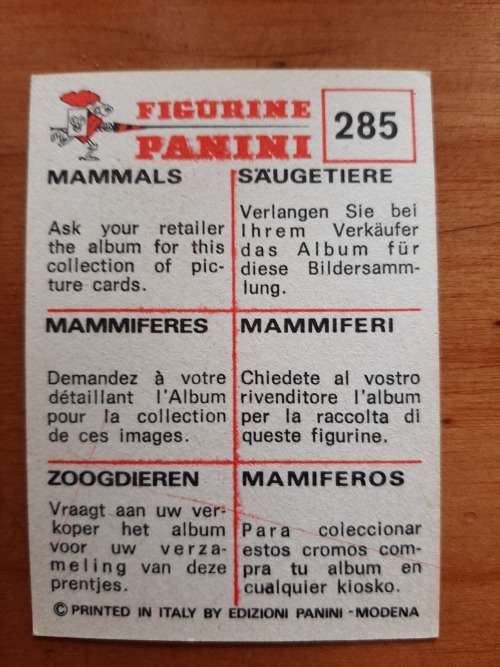 FIGURINE
PANINI
285
MAMMALS
Ask your retailer
the album for this
collection of pic-
ture cards.
SÄUGETIERE
Verlangen Sie bei
Ihrem Verkäufer
das Album für
diese Bildersamm-
lung.
MAMMIFERES
Demandez à votre
détaillant l'Album
pour la collection
de ces images.
MAMMIFERI
Chiedete al vostro
rivenditore l'album
per la raccolta di
queste figurine.
ZOOGDIEREN
Vraagt aan uw ver-
koper het album
voor uw verza-
meling van deze
prentjes.
MAMIFEROS
Para coleccionar
estos cromos com-
pra tu album en
cualquier kiosko.
© PRINTED IN ITALY BY EDIZIONI PANINI - MODENA